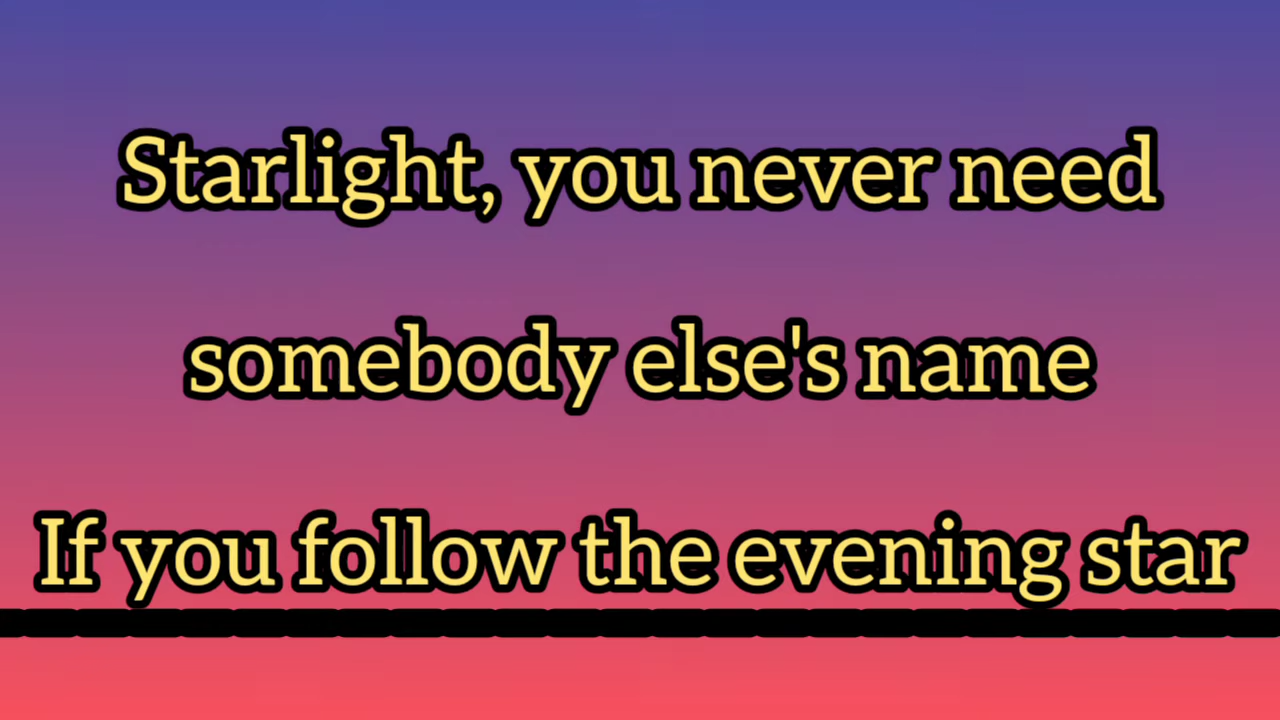 Starlight, you never need
somebody else's name
If you follow the evening star